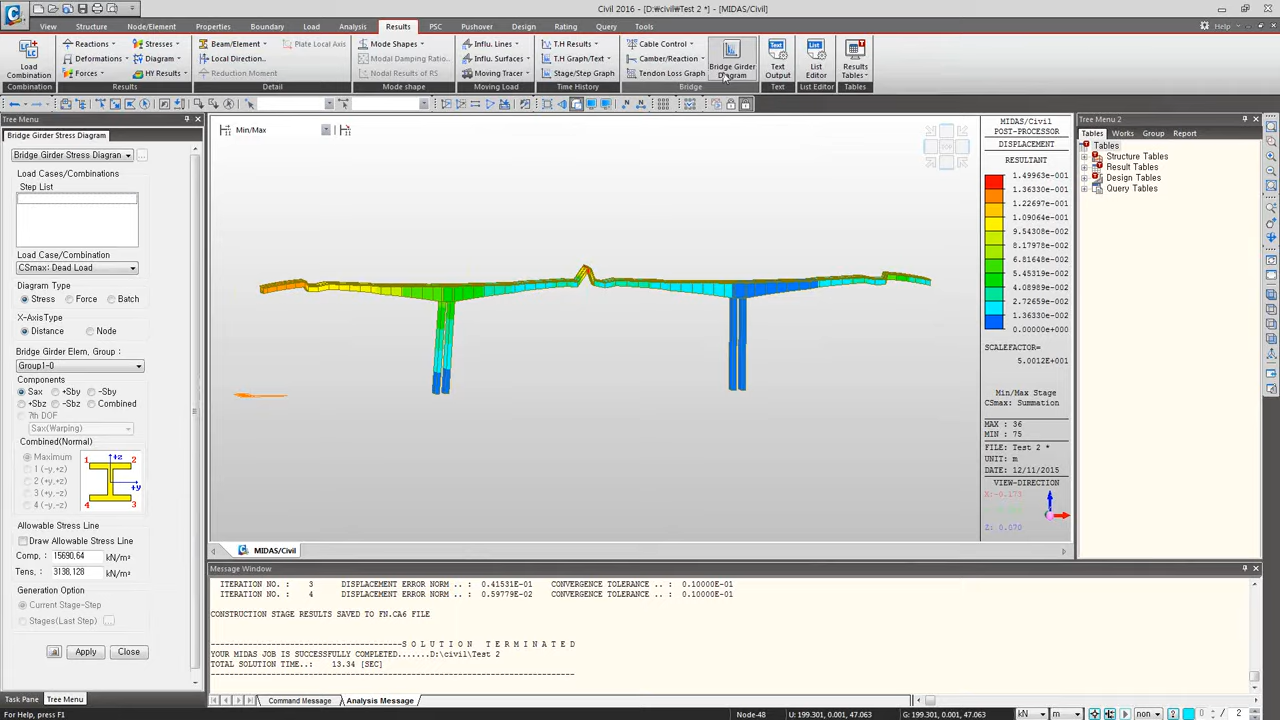 Civil 2016 - [D:\civil\Test 2 *] - [MIDAS/Civil]
View Structure Node/Element Properties Boundary Load Analysis Results PSC Pushover Design Rating Query Tools Help
Load Combination
Combination
Reactions Deformations Forces
Stresses Diagram HY Results
Results
Beam/Element Local Direction Reduction Moment Plate Local Axis
Detail
Mode Shapes Modal Damping Ratio Nodal Results of RS
Mode shape
Influ. Lines Influ. Surfaces Moving Tracer
Moving Load
T.H Results T.H Graph/Text Stage/Step Graph
Time History
Cable Control Camber/Reaction Tendon Loss Graph
Bridge Girder Diagram
Bridge
Text Output
Text
List Editor
List Editor
Results Tables
Tables
Tree Menu
Bridge Girder Stress Diagram
Bridge Girder Stress Diagran
Load Cases/Combinations
Step List
Load Case/Combination
CSmax: Dead Load
Diagram Type
Stress Force Batch
X-AxisType
Distance Node
Bridge Girder Elem, Group :
Group1-0
Components
Sax +Sby -Sby
+Sbz -Sbz Combined
7th DOF
Sax(Warping)
Combined(Normal)
Maximum
1 (-y,+z)
2 (+y,+z)
3 (+y,-z)
4 (-y,-z)
1 +z 2
+y
4 3
Allowable Stress Line
Draw Allowable Stress Line
Comp, : 15690.64 kN/m²
Tens, : 3138.128 kN/m²
Generation Option
Current Stage-Step
Stages(Last Step)
Apply Close
Task Pane Tree Menu
Min/Max
MIDAS/Civil
POST-PROCESSOR
DISPLACEMENT
RESULTANT
1.49963e-001
1.36330e-001
1.22697e-001
1.09064e-001
9.54308e-002
8.17978e-002
6.81648e-002
5.45319e-002
4.08989e-002
2.72659e-002
1.36330e-002
0.00000e+000
SCALEFACTOR=
5.0012E+001
Min/Max Stage
CSmax: Summation
MAX : 36
MIN : 75
FILE: Test 2 *
UNIT: m
DATE: 12/11/2015
VIEW-DIRECTION
X:-0.173
Z: 0.070
MIDAS/Civil
Tree Menu 2
Tables Works Group Report
Tables
Structure Tables
Result Tables
Design Tables
Query Tables
Message Window
ITERATION NO. : 3 DISPLACEMENT ERROR NORM .. : 0.41531E-01 CONVERGENCE TOLERANCE .. : 0.10000E-01
ITERATION NO. : 4 DISPLACEMENT ERROR NORM .. : 0.59779E-02 CONVERGENCE TOLERANCE .. : 0.10000E-01
CONSTRUCTION STAGE RESULTS SAVED TO FN.CA6 FILE
S O L U T I O N T E R M I N A T E D
YOUR MIDAS JOB IS SUCCESSFULLY COMPLETED.......D:\civil\Test 2
TOTAL SOLUTION TIME..: 13.34 [SEC]
Command Message Analysis Message
For Help, press F1
Node-48 U: 199.301, 0.001, 47.063 G: 199.301, 0.001, 47.063 kN m non ? / 2